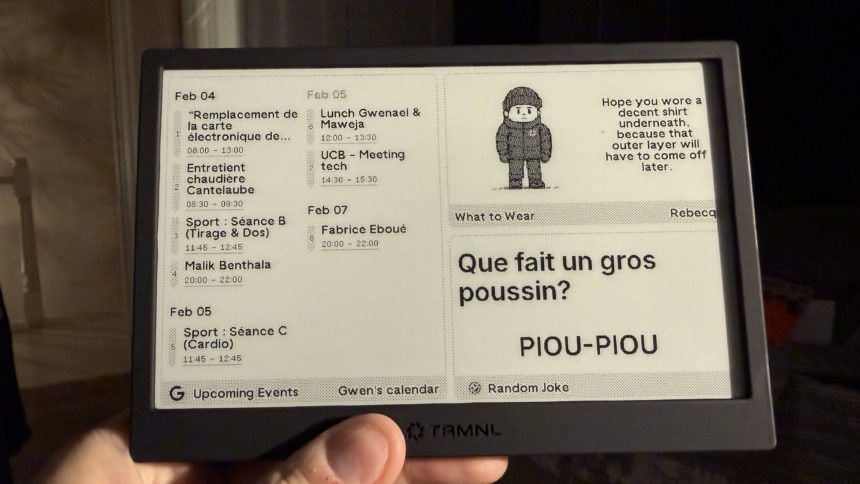 Feb 04
1
"Remplacement de
la carte
électronique de...
08:00 - 13:00
2
Entretient
chaudière
Cantelaube
08:30 - 09:30
3
Sport : Séance B
(Tirage & Dos)
11:45 - 12:45
4
Malik Benthala
20:00 - 22:00
Feb 05
5
Sport : Séance C
(Cardio)
11:45 - 12:45
Feb 05
6
Lunch Gwenael &
Maweja
12:00 - 13:30
7
UCB - Meeting
tech
14:30 - 15:30
Feb 07
8
Fabrice Eboué
20:00 - 22:00
G Upcoming Events
Gwen's calendar
Hope you wore a
decent shirt
underneath,
because that
outer layer will
have to come off
later.
What to Wear
Rebecq
Que fait un gros
poussin?
PIOU-PIOU
Random Joke
TRMNL